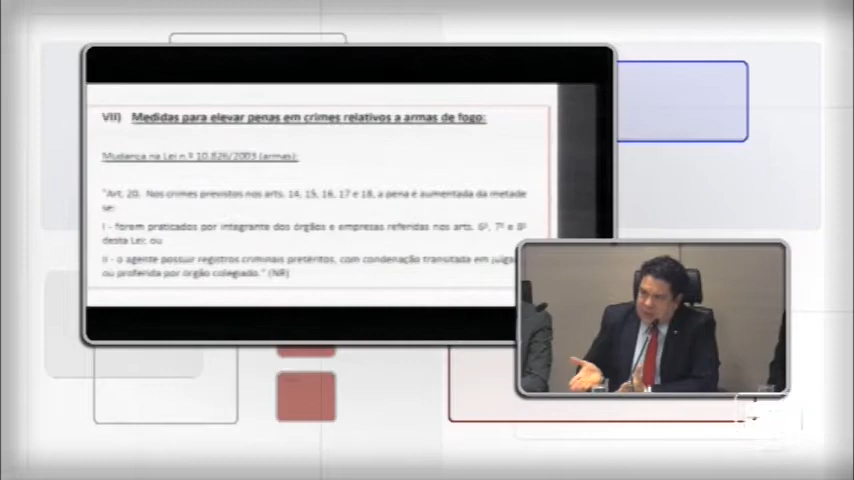 VII) Medidas para elevar penas em crimes relativos a armas de fogo:
Mudança na Lei n.º 10.826/2003 (armas):
"Art. 20. Nos crimes previstos nos arts. 14, 15, 16, 17 e 18, a pena é aumentada da metade
se:
I - forem praticados por integrante dos órgãos e empresas referidas nos arts. 6º, 7º e 8º
desta Lei; ou
II - o agente possuir registros criminais pretéritos, com condenação transitada em
ou proferida por órgão colegiado." (NR)